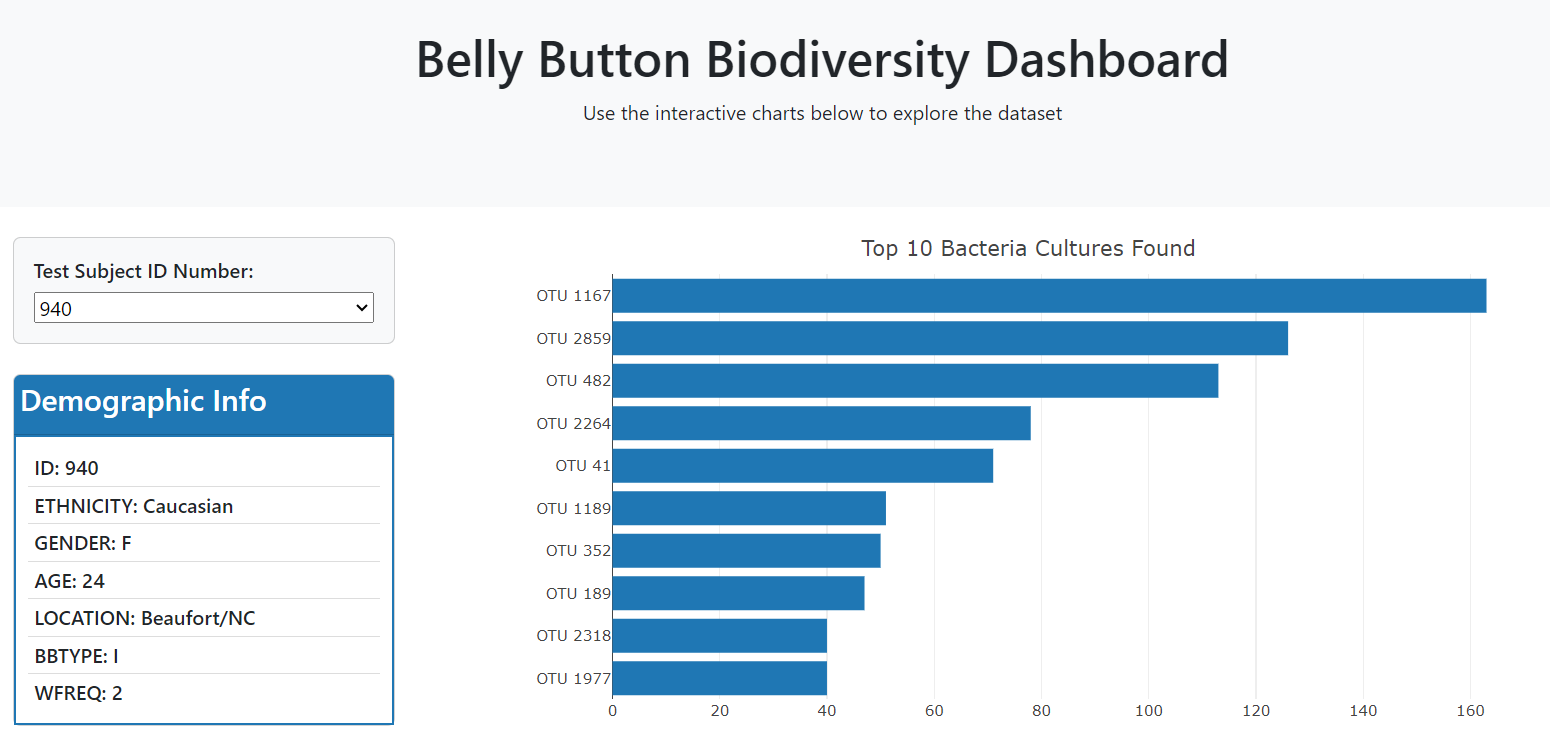 Belly Button Biodiversity Dashboard
Use the interactive charts below to explore the dataset
Test Subject ID Number:
940
Demographic Info
ID: 940
ETHNICITY: Caucasian
GENDER: F
AGE: 24
LOCATION: Beaufort/NC
BBTYPE: I
WFREQ: 2
Top 10 Bacteria Cultures Found
OTU 1167
OTU 2859
OTU 482
OTU 2264
OTU 41
OTU 1189
OTU 352
OTU 189
OTU 2318
OTU 1977
0 20 40 60 80 100 120 140 160